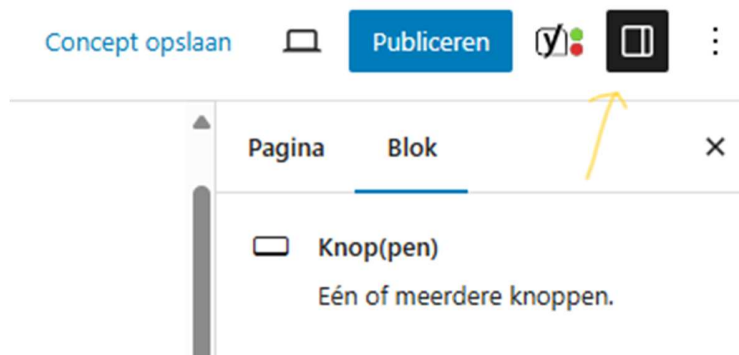 Concept opslaan Publiceren
Pagina Blok
Knop(pen)
Eén of meerdere knoppen.